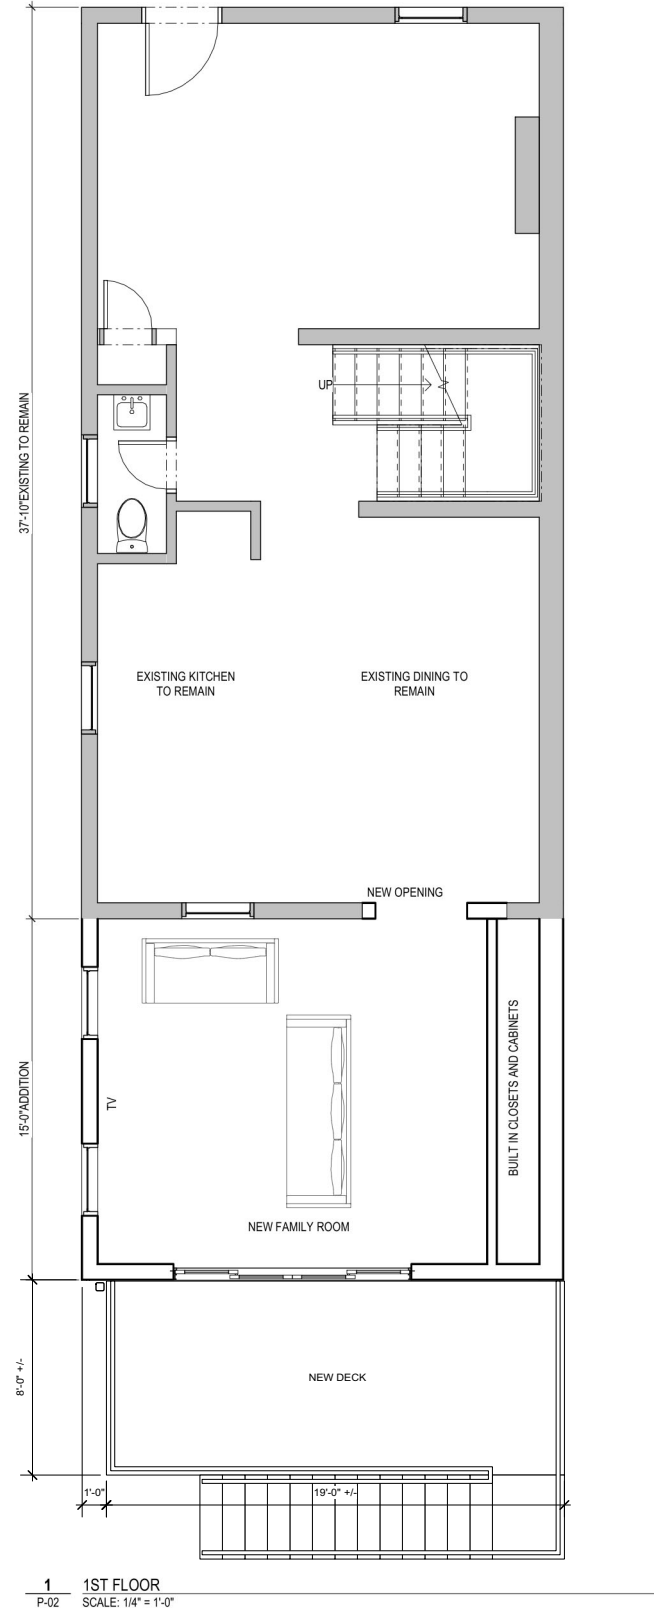 UP
37'-10"EXISTING TO REMAIN
EXISTING KITCHEN
TO REMAIN
EXISTING DINING TO
REMAIN
NEW OPENING
15'-0"ADDITION
TV
BUILT IN CLOSETS AND CABINETS
NEW FAMILY ROOM
8'-0" +/-
NEW DECK
1'-0"
19'-0" +/-
1
1ST FLOOR
P-02
SCALE: 1/4" = 1'-0"